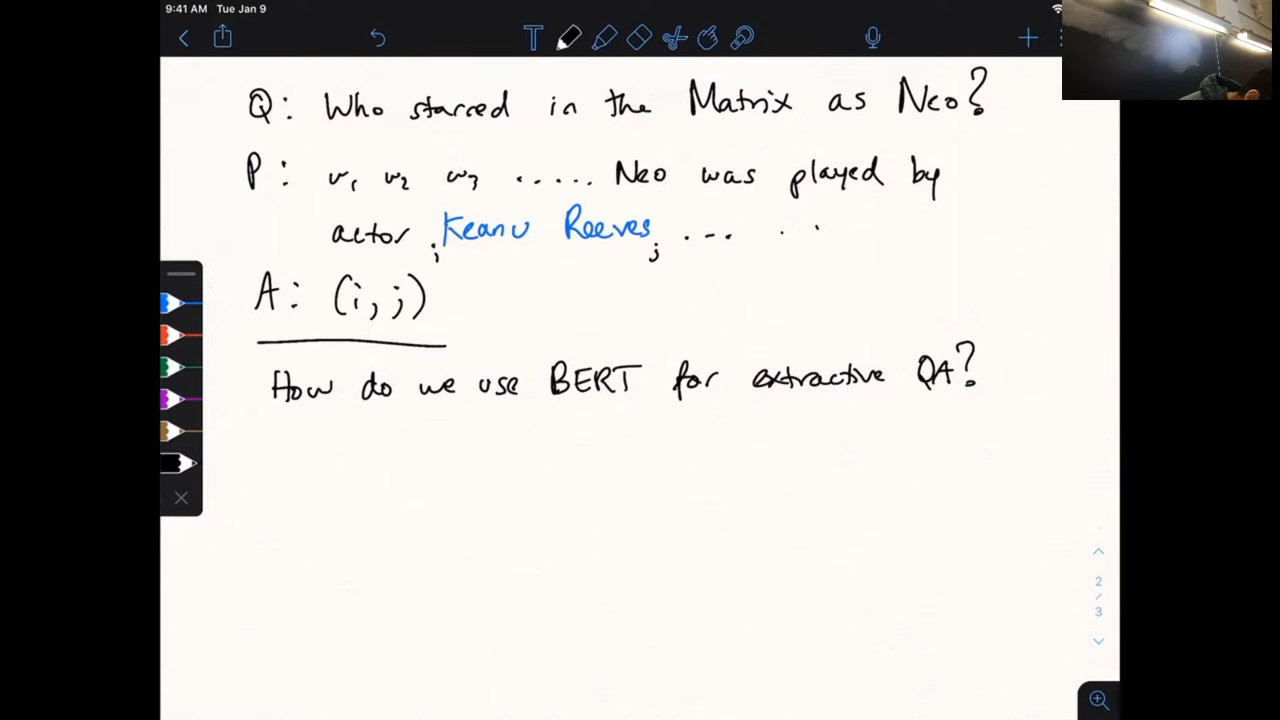 9:41 AM Tue Jan 9
Q: Who starred in the Matrix as Neo?
P: w1 w2 w3 ..... Neo was played by
actor i Keanu Reeves j ... . .
A: (i, j)
How do we use BERT for extractive QA?
2
/
3